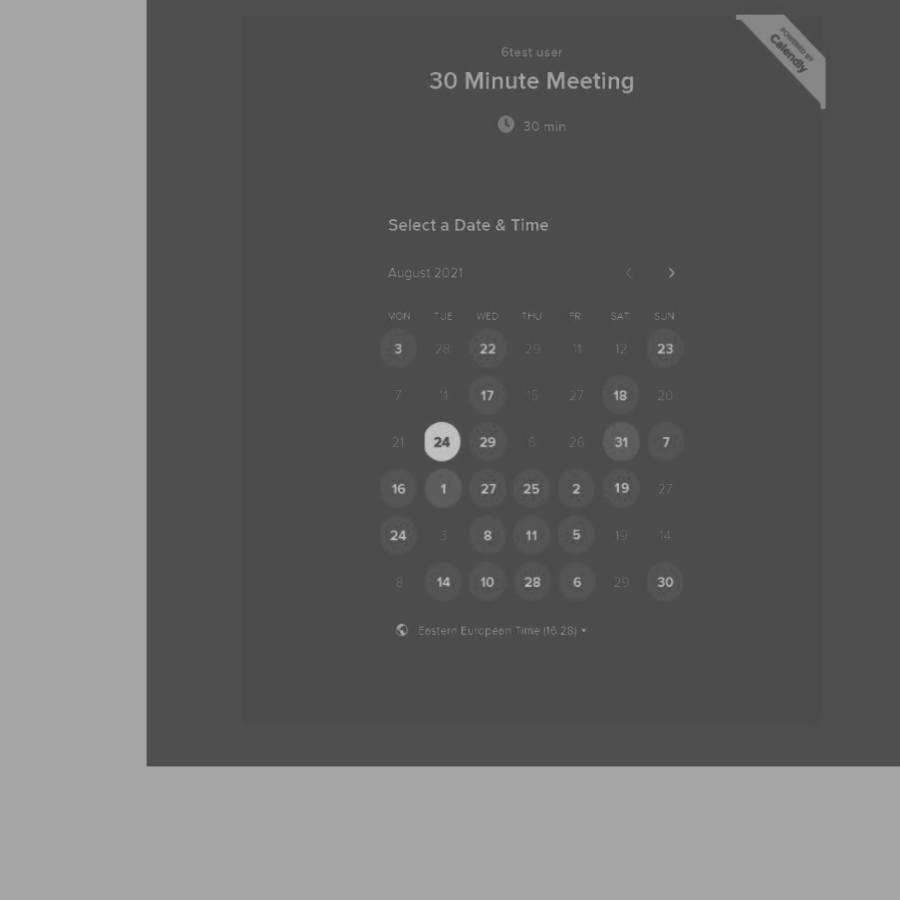 POWERED BY
Calendly
6test user
30 Minute Meeting
30 min
Select a Date & Time
August 2021
MON TUE WED THU FRI SAT SUN
3 28 22 29 11 12 23
7 11 17 15 27 18 20
21 24 29 5 26 31 7
16 1 27 25 2 19 27
24 3 8 11 5 19 14
8 14 10 28 6 29 30
Eastern European Time (16:28)